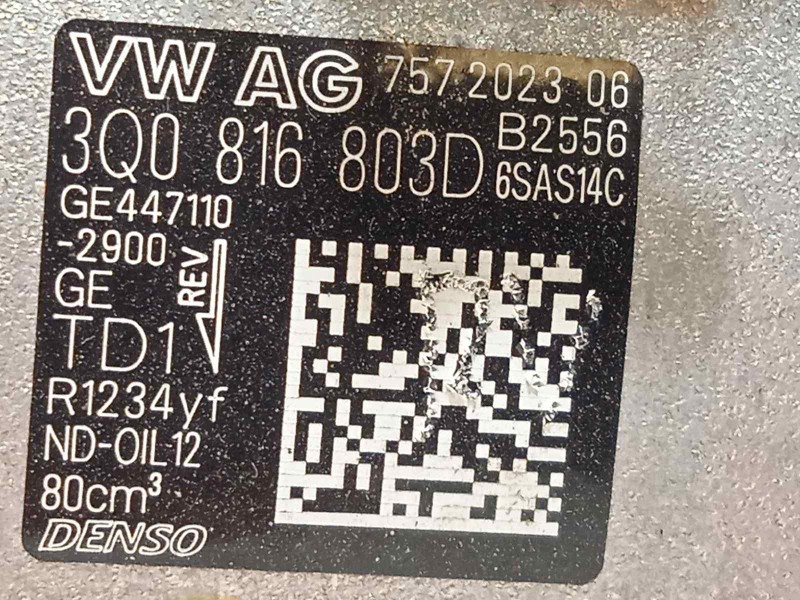 VW AG 757 2023 06
3Q0 816 803D B2556
6SAS14C
GE447110
-2900
REV
GE
TD1
R1234yf
ND-OIL12
80cm³
DENSO